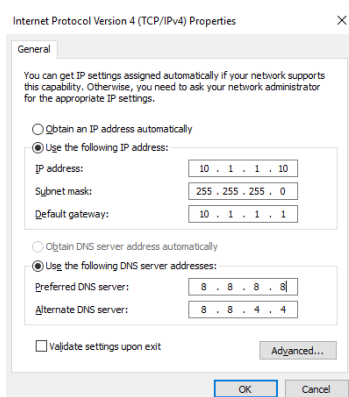 Internet Protocol Version 4 (TCP/IPv4) Properties
General
You can get IP settings assigned automatically if your network supports
this capability. Otherwise, you need to ask your network administrator
for the appropriate IP settings.
Obtain an IP address automatically
Use the following IP address:
IP address: 10 . 1 . 1 . 10
Subnet mask: 255 . 255 . 255 . 0
Default gateway: 10 . 1 . 1 . 1
Obtain DNS server address automatically
Use the following DNS server addresses:
Preferred DNS server: 8 . 8 . 8 . 8
Alternate DNS server: 8 . 8 . 4 . 4
Validate settings upon exit
Advanced...
OK Cancel